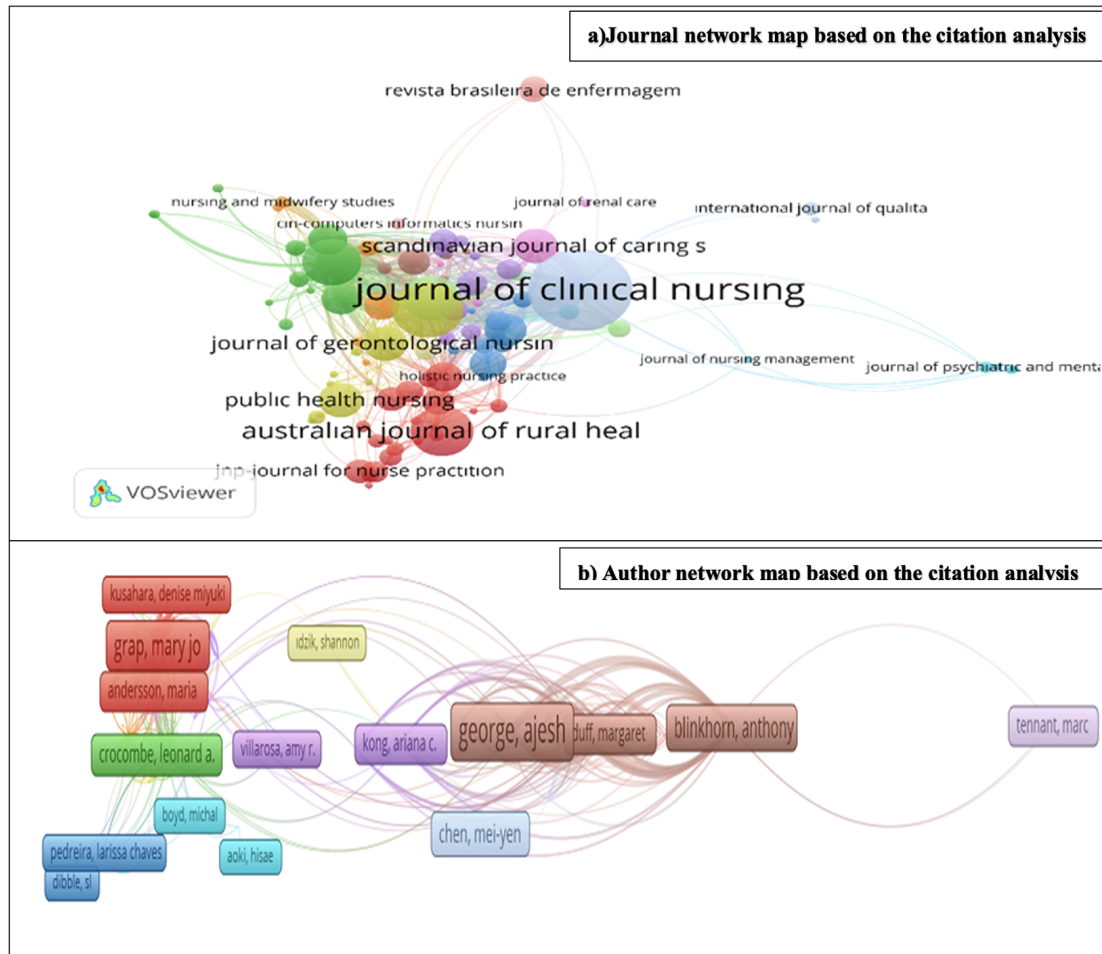 a)Journal network map based on the citation analysis
revista brasileira de enfermagem
nursing and midwifery studies
journal of renal care
international journal of qualita
cin-computers informatics nursin
scandinavian journal of caring s
journal of clinical nursing
journal of gerontological nursin
journal of nursing management
journal of psychiatric and menta
holistic nursing practice
public health nursing
australian journal of rural heal
jnp-journal for nurse practition
VOSviewer
b) Author network map based on the citation analysis
kusahara, denise miyuki
grap, mary jo
idzik, shannon
andersson, maria
george, ajesh
duff, margaret
blinkhorn, anthony
tennant, marc
crocombe, leonard a.
villarosa, amy r.
kong, ariana c.
boyd, michal
chen, mei-yen
pedreira, larissa chaves
aoki, hisae
dibble, sl